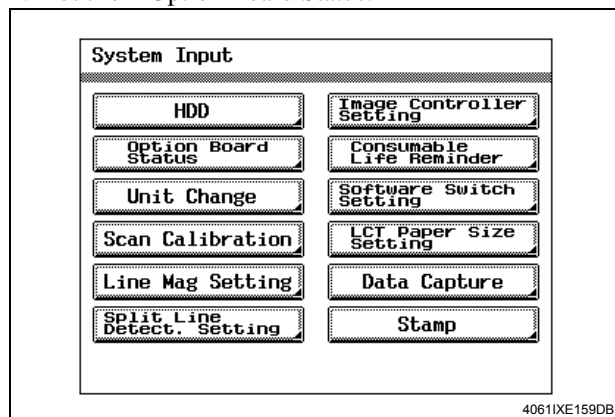 System Input
HDD
Option Board
Status
Unit Change
Scan Calibration
Line Mag Setting
Split Line
Detect. Setting
Image Controller
Setting
Consumable
Life Reminder
Software Switch
Setting
LCT Paper Size
Setting
Data Capture
Stamp
4061IXE159DB